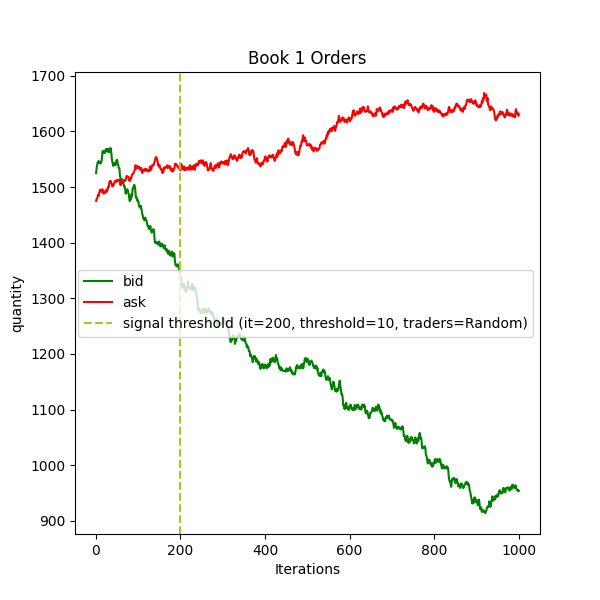 Book 1 Orders
1700
1600
1500
1400
1300
1200
1100
1000
900
quantity
bid
ask
signal threshold (it=200, threshold=10, traders=Random)
0 200 400 600 800 1000
Iterations